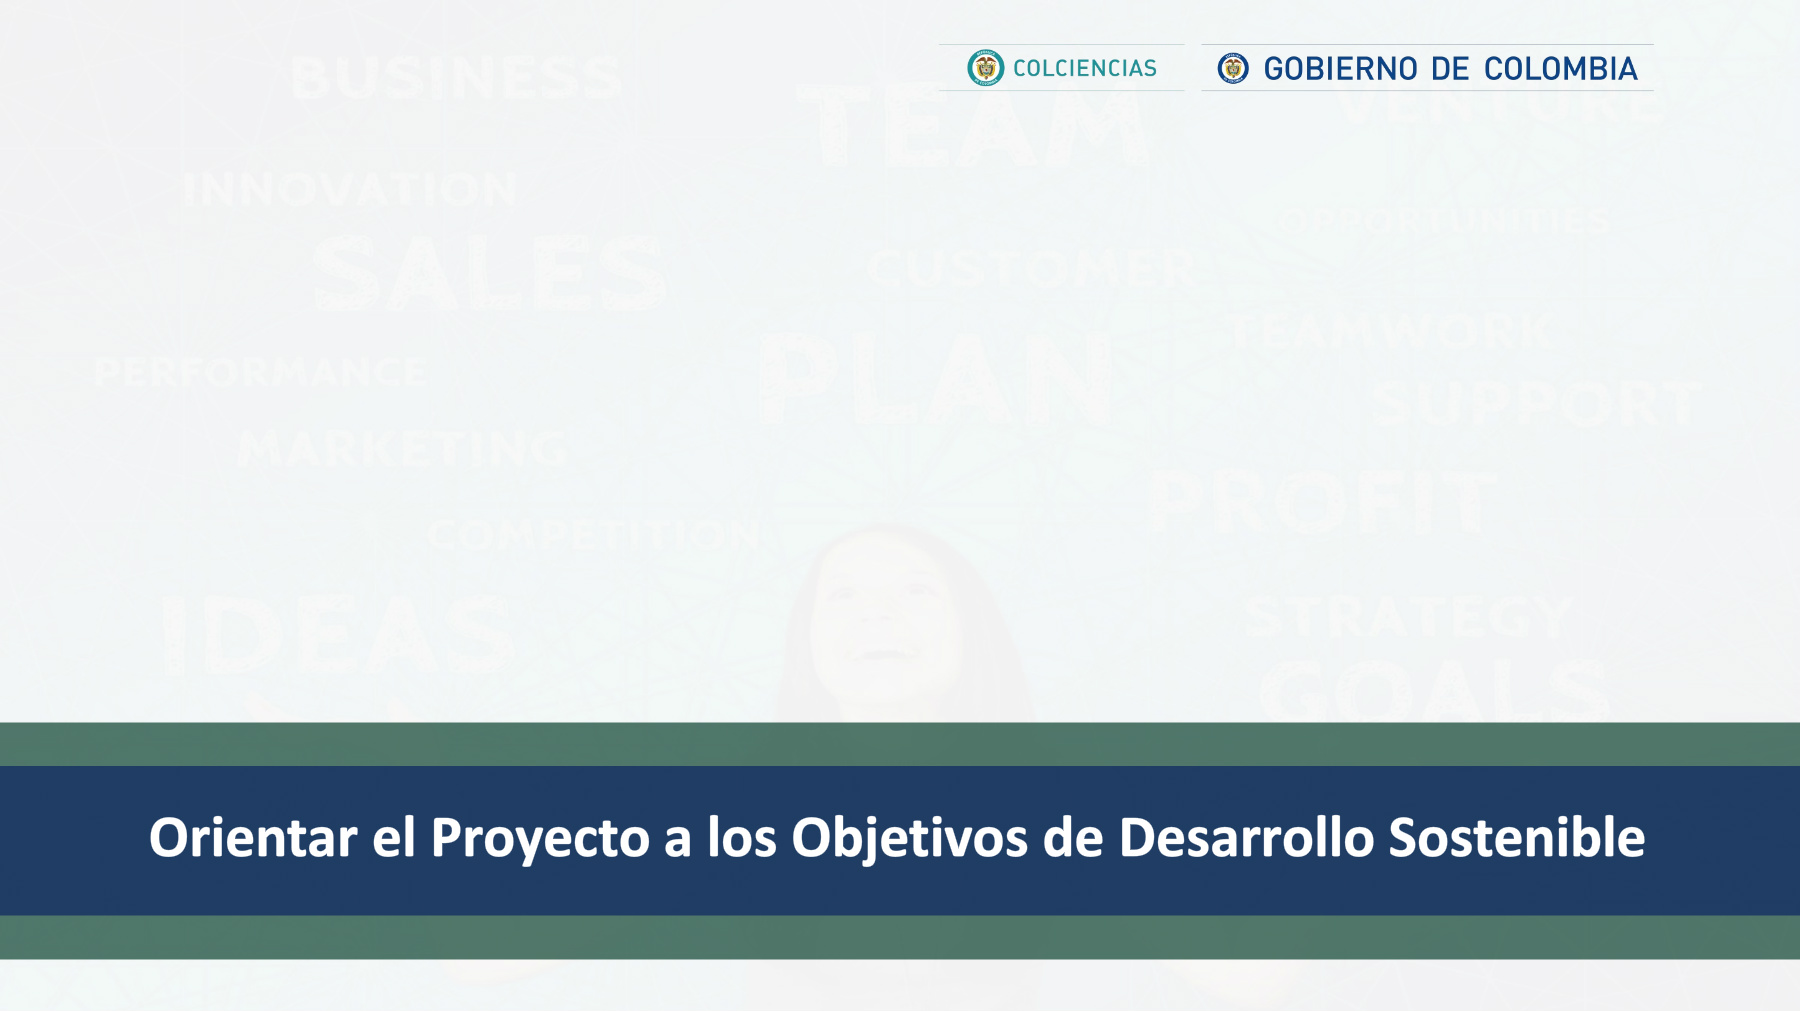 COLCIENCIAS
GOBIERNO DE COLOMBIA
BUSINESS
TEAM
VENTURE
INNOVATION
OPPORTUNITIES
SALES
CUSTOMER
TEAMWORK
PLAN
PERFORMANCE
SUPPORT
MARKETING
PROFIT
COMPETITION
IDEAS
STRATEGY
GOALS
Orientar el Proyecto a los Objetivos de Desarrollo Sostenible